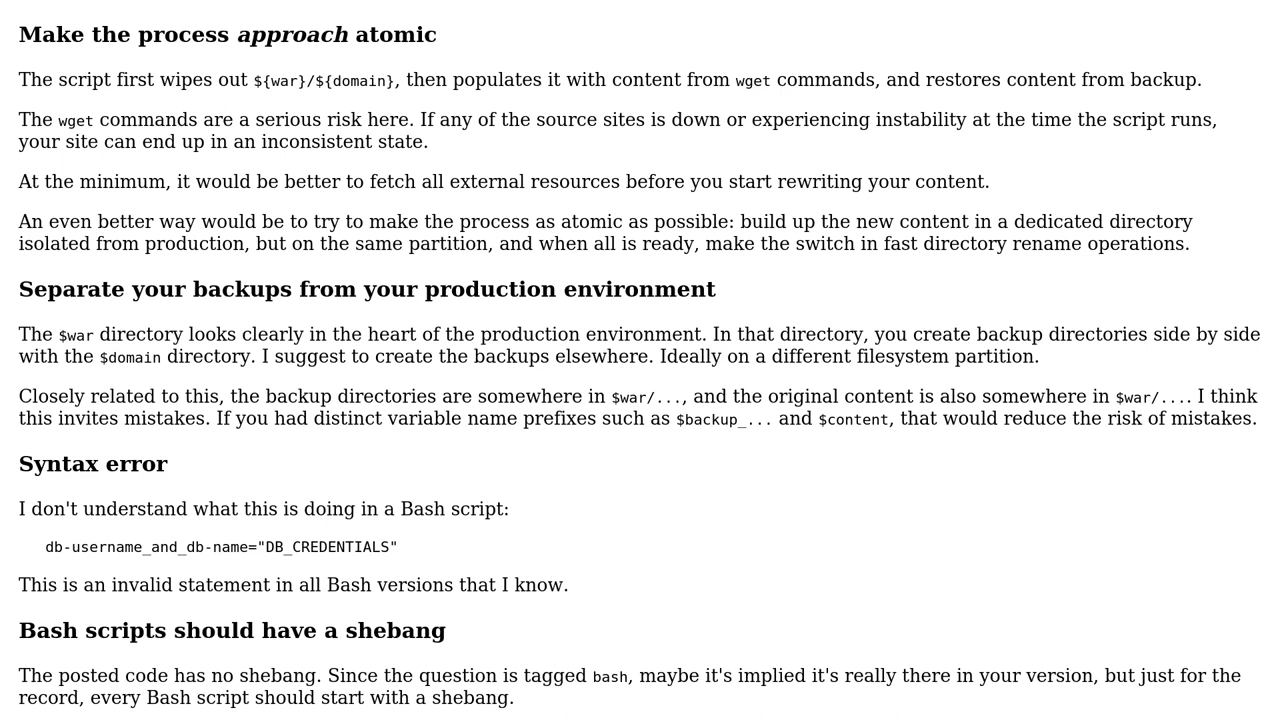 Make the process approach atomic
The script first wipes out ${war}/${domain}, then populates it with content from wget commands, and restores content from backup.
The wget commands are a serious risk here. If any of the source sites is down or experiencing instability at the time the script runs,
your site can end up in an inconsistent state.
At the minimum, it would be better to fetch all external resources before you start rewriting your content.
An even better way would be to try to make the process as atomic as possible: build up the new content in a dedicated directory
isolated from production, but on the same partition, and when all is ready, make the switch in fast directory rename operations.
Separate your backups from your production environment
The $war directory looks clearly in the heart of the production environment. In that directory, you create backup directories side by side
with the $domain directory. I suggest to create the backups elsewhere. Ideally on a different filesystem partition.
Closely related to this, the backup directories are somewhere in $war/..., and the original content is also somewhere in $war/.... I think
this invites mistakes. If you had distinct variable name prefixes such as $backup_... and $content, that would reduce the risk of mistakes.
Syntax error
I don't understand what this is doing in a Bash script:
db-username_and_db-name="DB_CREDENTIALS"
This is an invalid statement in all Bash versions that I know.
Bash scripts should have a shebang
The posted code has no shebang. Since the question is tagged bash, maybe it's implied it's really there in your version, but just for the
record, every Bash script should start with a shebang.